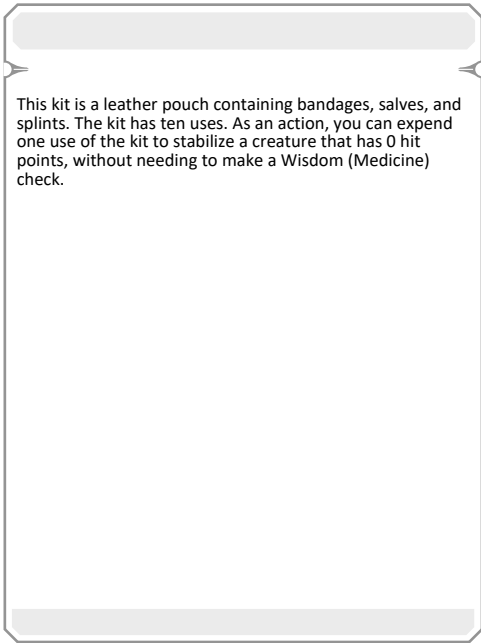 This kit is a leather pouch containing bandages, salves, and
splints. The kit has ten uses. As an action, you can expend
one use of the kit to stabilize a creature that has 0 hit
points, without needing to make a Wisdom (Medicine)
check.